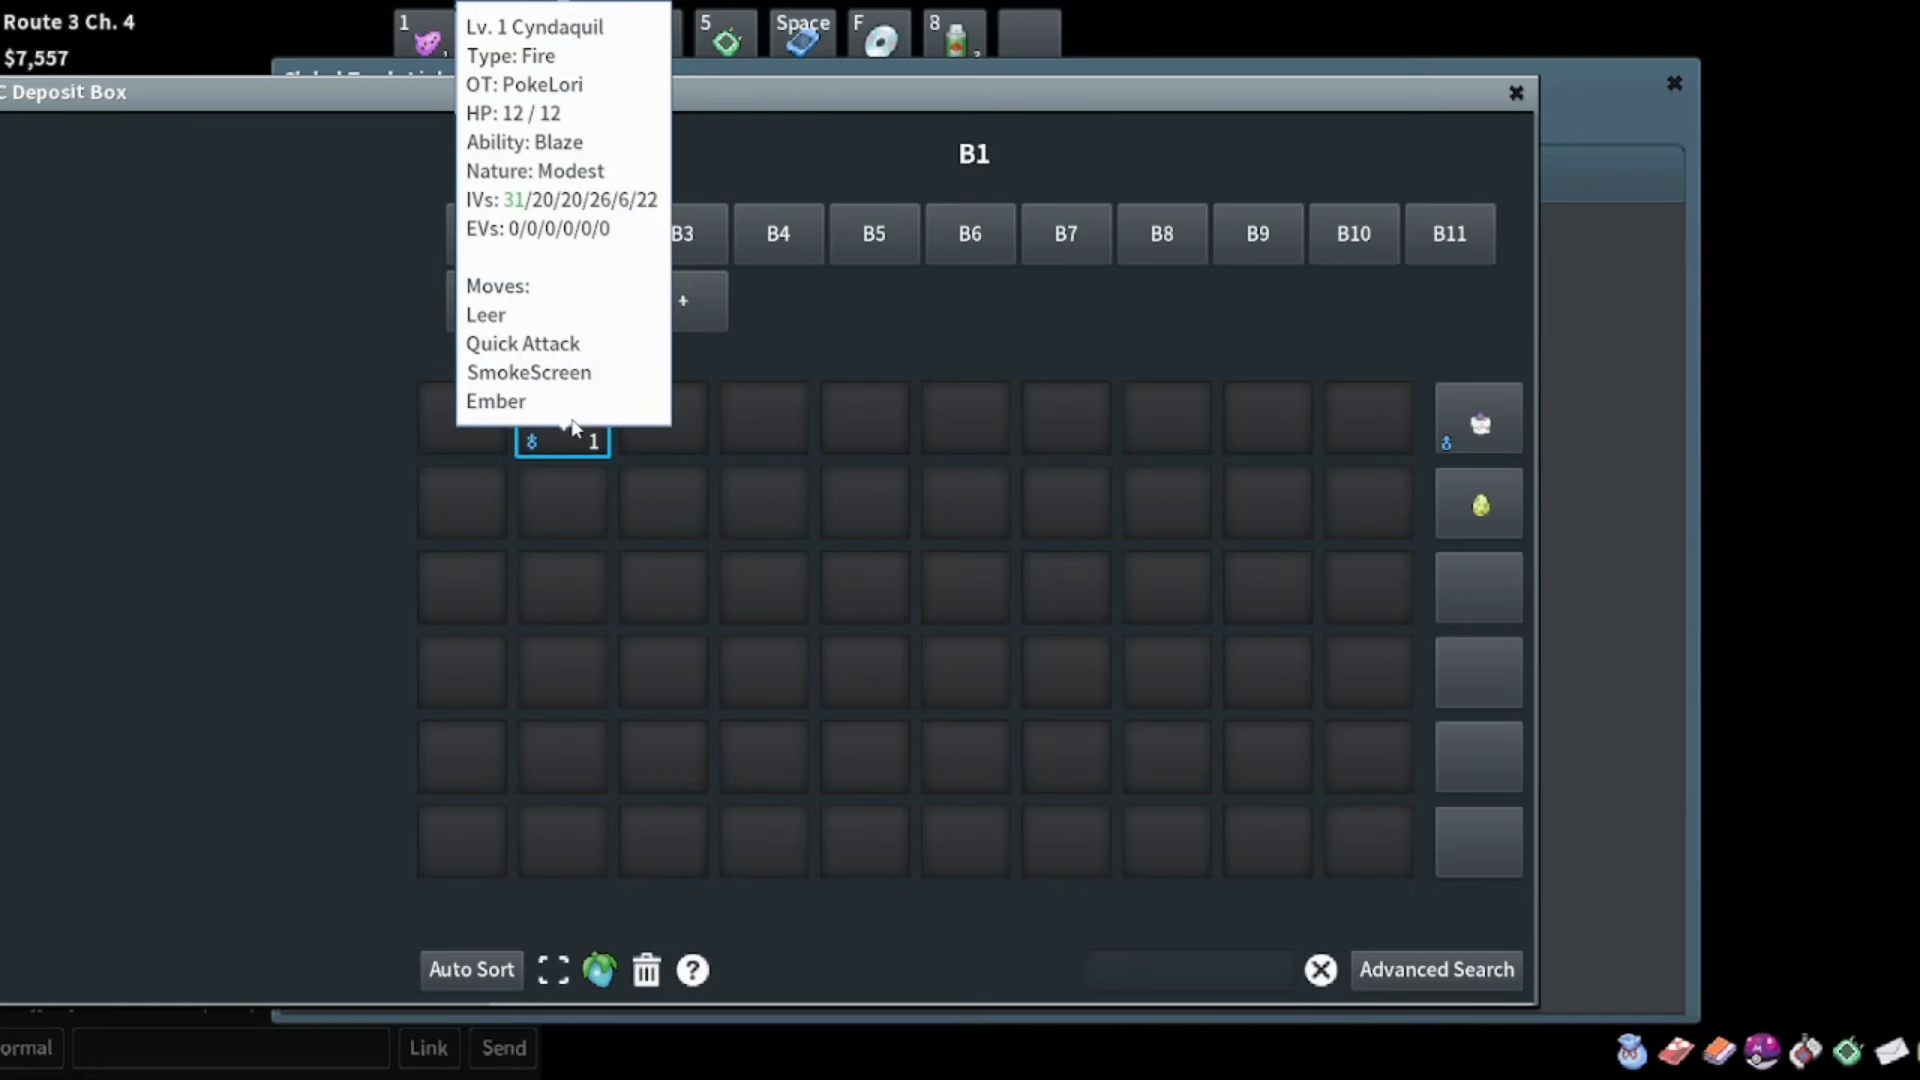 Route 3 Ch. 4
$7,557
1
5
Space
F
8
C Deposit Box
Lv. 1 Cyndaquil
Type: Fire
OT: PokeLori
HP: 12 / 12
Ability: Blaze
Nature: Modest
IVs: 31/20/20/26/6/22
EVs: 0/0/0/0/0/0
Moves:
Leer
Quick Attack
SmokeScreen
Ember
B1
B3 B4 B5 B6 B7 B8 B9 B10 B11
+
1
Auto Sort
?
Advanced Search
ormal
Link
Send